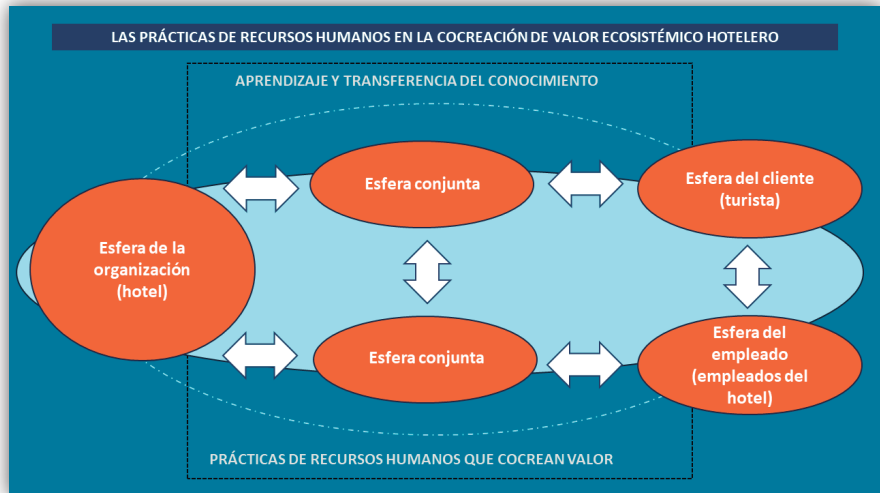 LAS PRÁCTICAS DE RECURSOS HUMANOS EN LA COCREACIÓN DE VALOR ECOSISTÉMICO HOTELERO
APRENDIZAJE Y TRANSFERENCIA DEL CONOCIMIENTO
Esfera conjunta
Esfera del cliente
(turista)
Esfera de la
organización
(hotel)
Esfera conjunta
Esfera del
empleado
(empleados del
hotel)
PRÁCTICAS DE RECURSOS HUMANOS QUE COCREAN VALOR